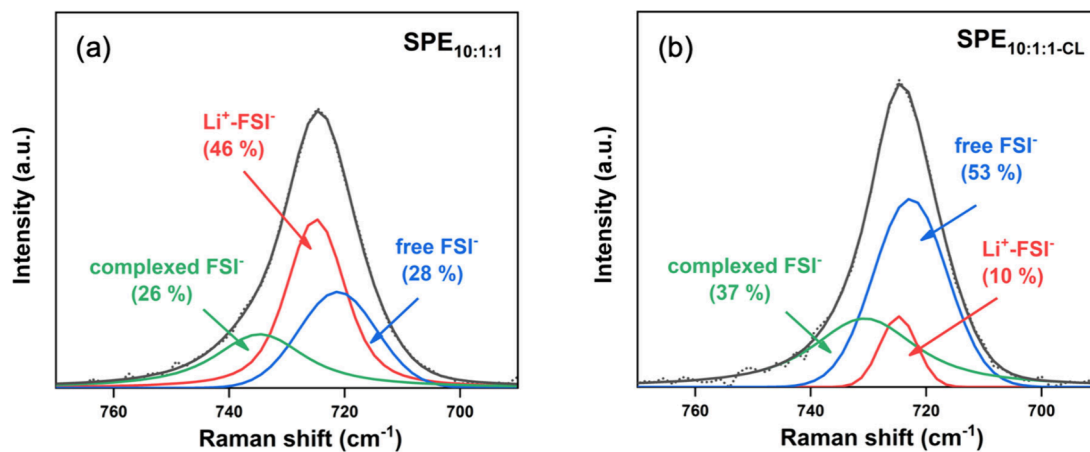 (a)
SPE10:1:1
Li⁺-FSI⁻
(46 %)
free FSI⁻
(28 %)
complexed FSI⁻
(26 %)
Intensity (a.u.)
760
740
720
700
Raman shift (cm⁻¹)
(b)
SPE10:1:1-CL
free FSI⁻
(53 %)
Li⁺-FSI⁻
(10 %)
complexed FSI⁻
(37 %)
Intensity (a.u.)
760
740
720
700
Raman shift (cm⁻¹)